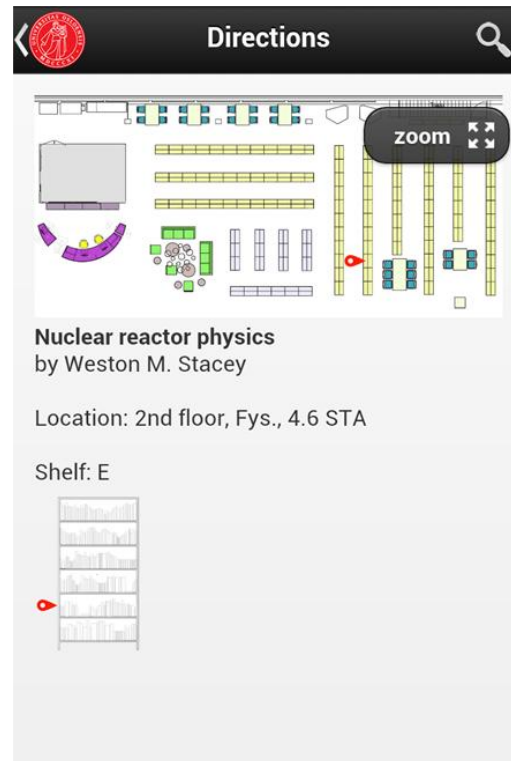 Directions
zoom
Nuclear reactor physics
by Weston M. Stacey
Location: 2nd floor, Fys., 4.6 STA
Shelf: E